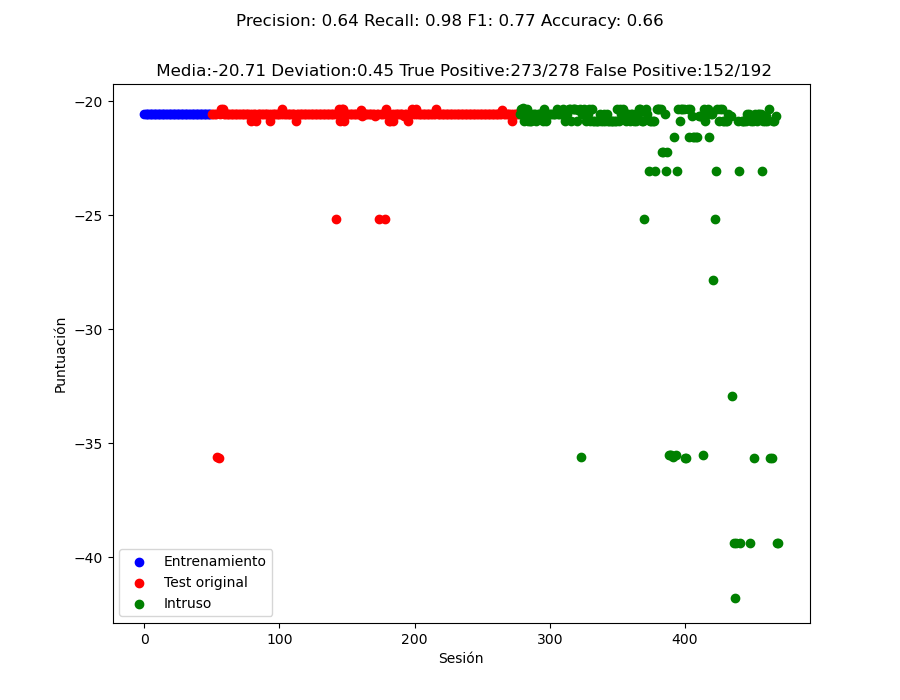 Precision: 0.64 Recall: 0.98 F1: 0.77 Accuracy: 0.66
Media:-20.71 Deviation:0.45 True Positive:273/278 False Positive:152/192
−20
−25
−30
−35
−40
Puntuación
Entrenamiento
Test original
Intruso
0 100 200 300 400
Sesión